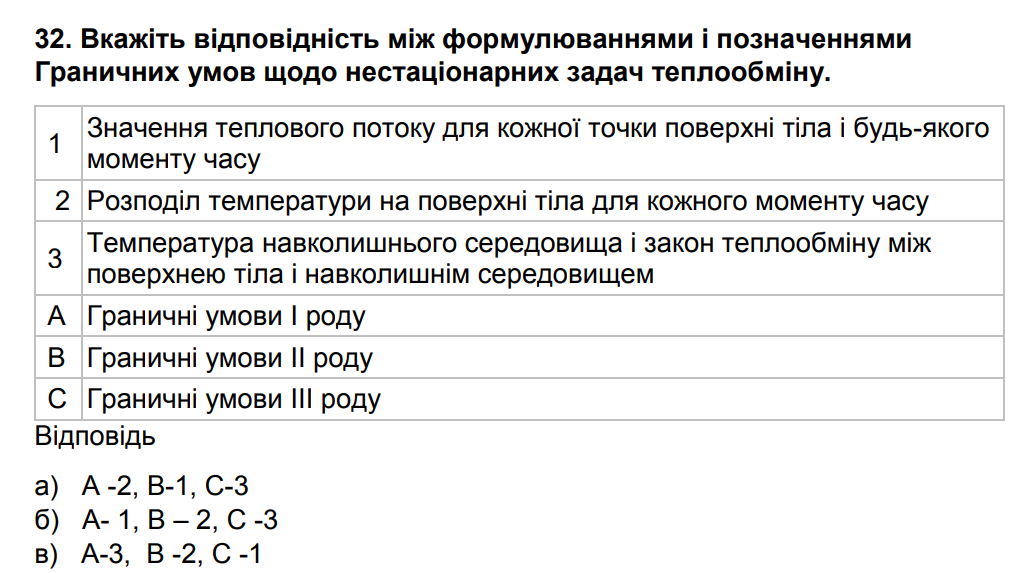 32. Вкажіть відповідність між формулюваннями і позначеннями
Граничних умов щодо нестаціонарних задач теплообміну.
1 Значення теплового потоку для кожної точки поверхні тіла і будь-якого
моменту часу
2 Розподіл температури на поверхні тіла для кожного моменту часу
3 Температура навколишнього середовища і закон теплообміну між
поверхнею тіла і навколишнім середовищем
A Граничні умови I роду
B Граничні умови II роду
C Граничні умови III роду
Відповідь
а) A -2, B-1, C-3
б) A- 1, B – 2, C -3
в) A-3, B -2, C -1